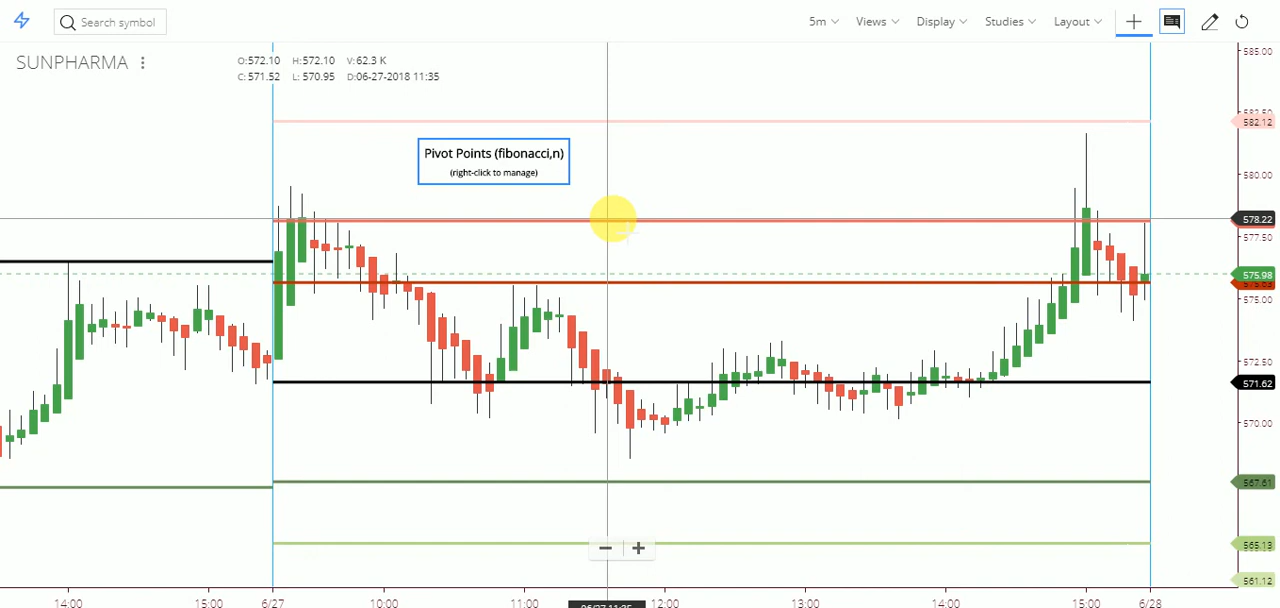 Search symbol
5m
Views
Display
Studies
Layout
SUNPHARMA
O:572.10 H:572.10 V:62.3 K
C:571.52 L:570.95 D:06-27-2018 11:35
Pivot Points (fibonacci,n)
(right-click to manage)
585.00
582.12
580.00
578.22
577.50
575.98
575.00
572.50
571.62
570.00
567.61
565.13
561.12
14:00
15:00
6/27
10:00
11:00
12:00
13:00
14:00
15:00
6/28